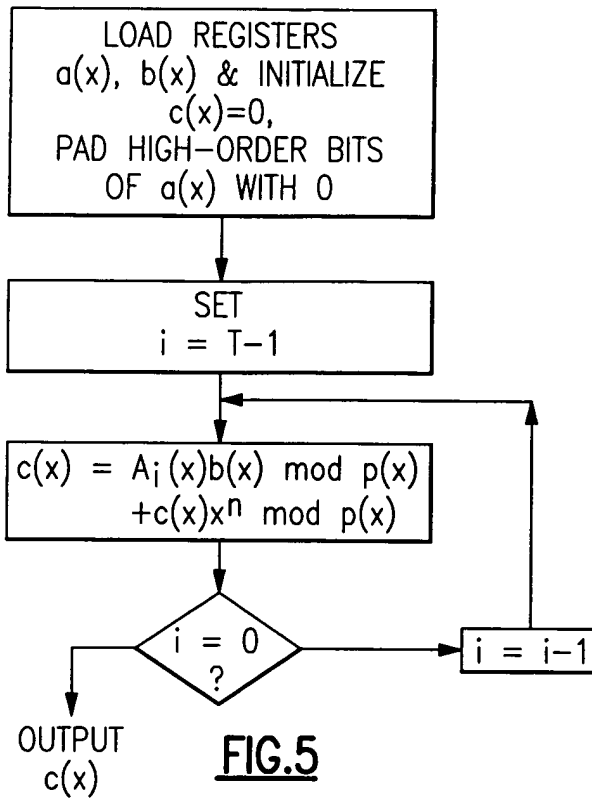 LOAD REGISTERS
a(x), b(x) & INITIALIZE
c(x)=0,
PAD HIGH-ORDER BITS
OF a(x) WITH 0
SET
i = T-1
c(x) = Aᵢ(x)b(x) mod p(x)
+c(x)xⁿ mod p(x)
i = 0
?
i = i-1
OUTPUT
c(x)
FIG.5